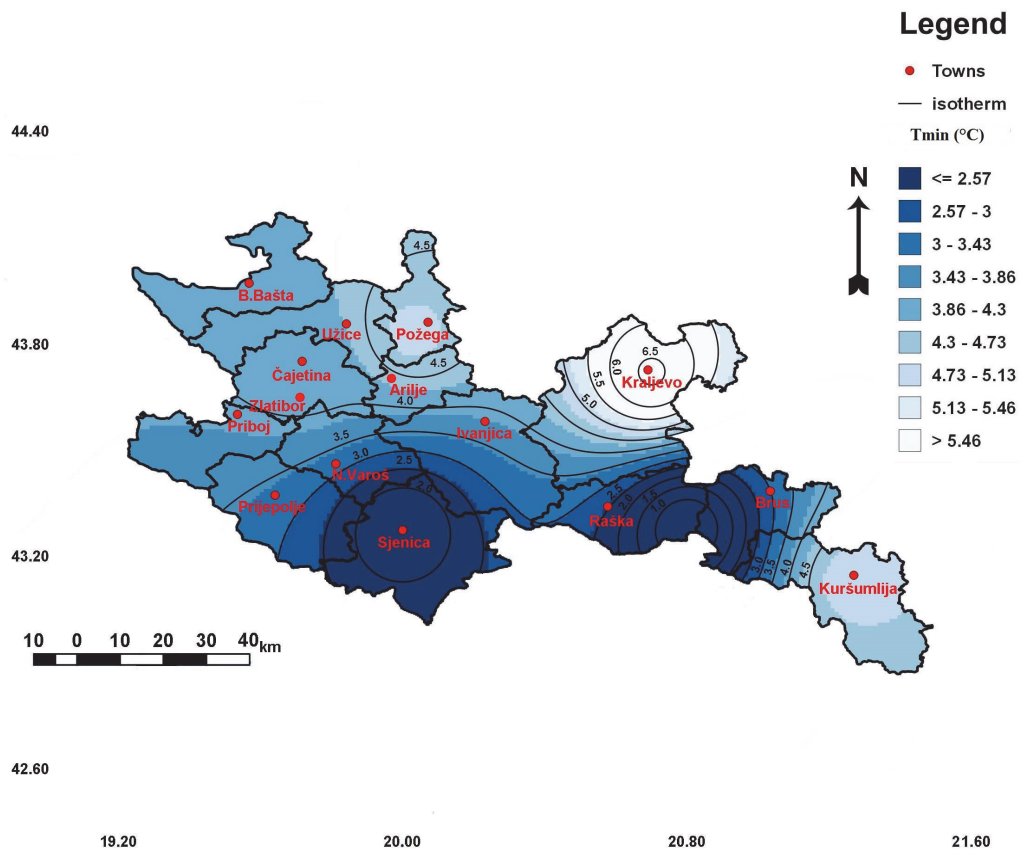 Legend
Towns
isotherm
Tmin (°C)
<= 2.57
2.57 - 3
3 - 3.43
3.43 - 3.86
3.86 - 4.3
4.3 - 4.73
4.73 - 5.13
5.13 - 5.46
> 5.46
N
44.40
43.80
43.20
42.60
19.20
20.00
20.80
21.60
4.5
B.Bašta
Užice
Požega
6.5
4.5
6.0
Čajetina
Kraljevo
5.5
Arilje
4.0
5.0
Zlatibor
Priboj
Ivanjica
3.5
3.0
2.5
N.Varoš
2.0
Prijepolje
2.5
2.0
1.5
1.0
Brus
Raška
Sjenica
3.0
3.5
4.0
4.5
Kuršumlija
10 0 10 20 30 40 km